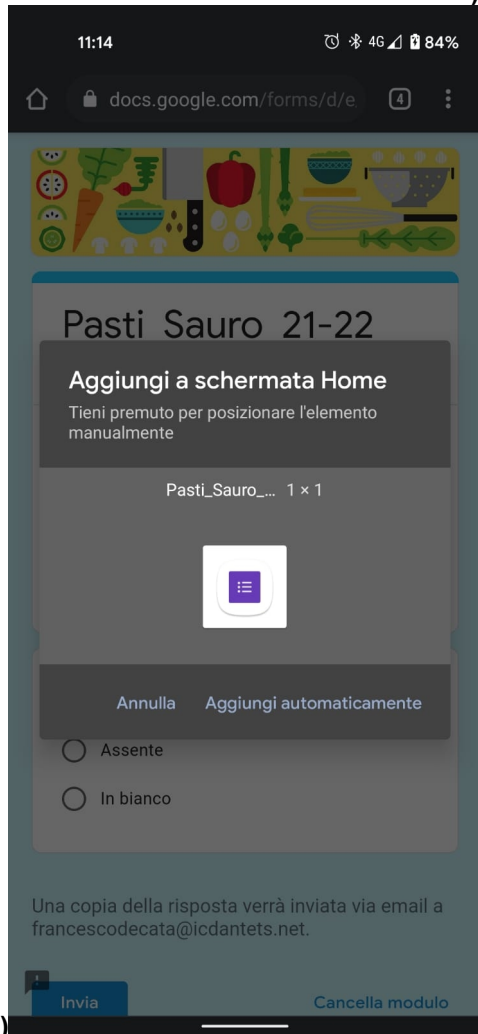 11:14
4G 84%
docs.google.com/forms/d/e
4
Pasti Sauro 21-22
Aggiungi a schermata Home
Tieni premuto per posizionare l'elemento
manualmente
Pasti_Sauro_... 1 × 1
Annulla Aggiungi automaticamente
Assente
In bianco
Una copia della risposta verrà inviata via email a
francescodecata@icdantets.net.
Invia Cancella modulo
)